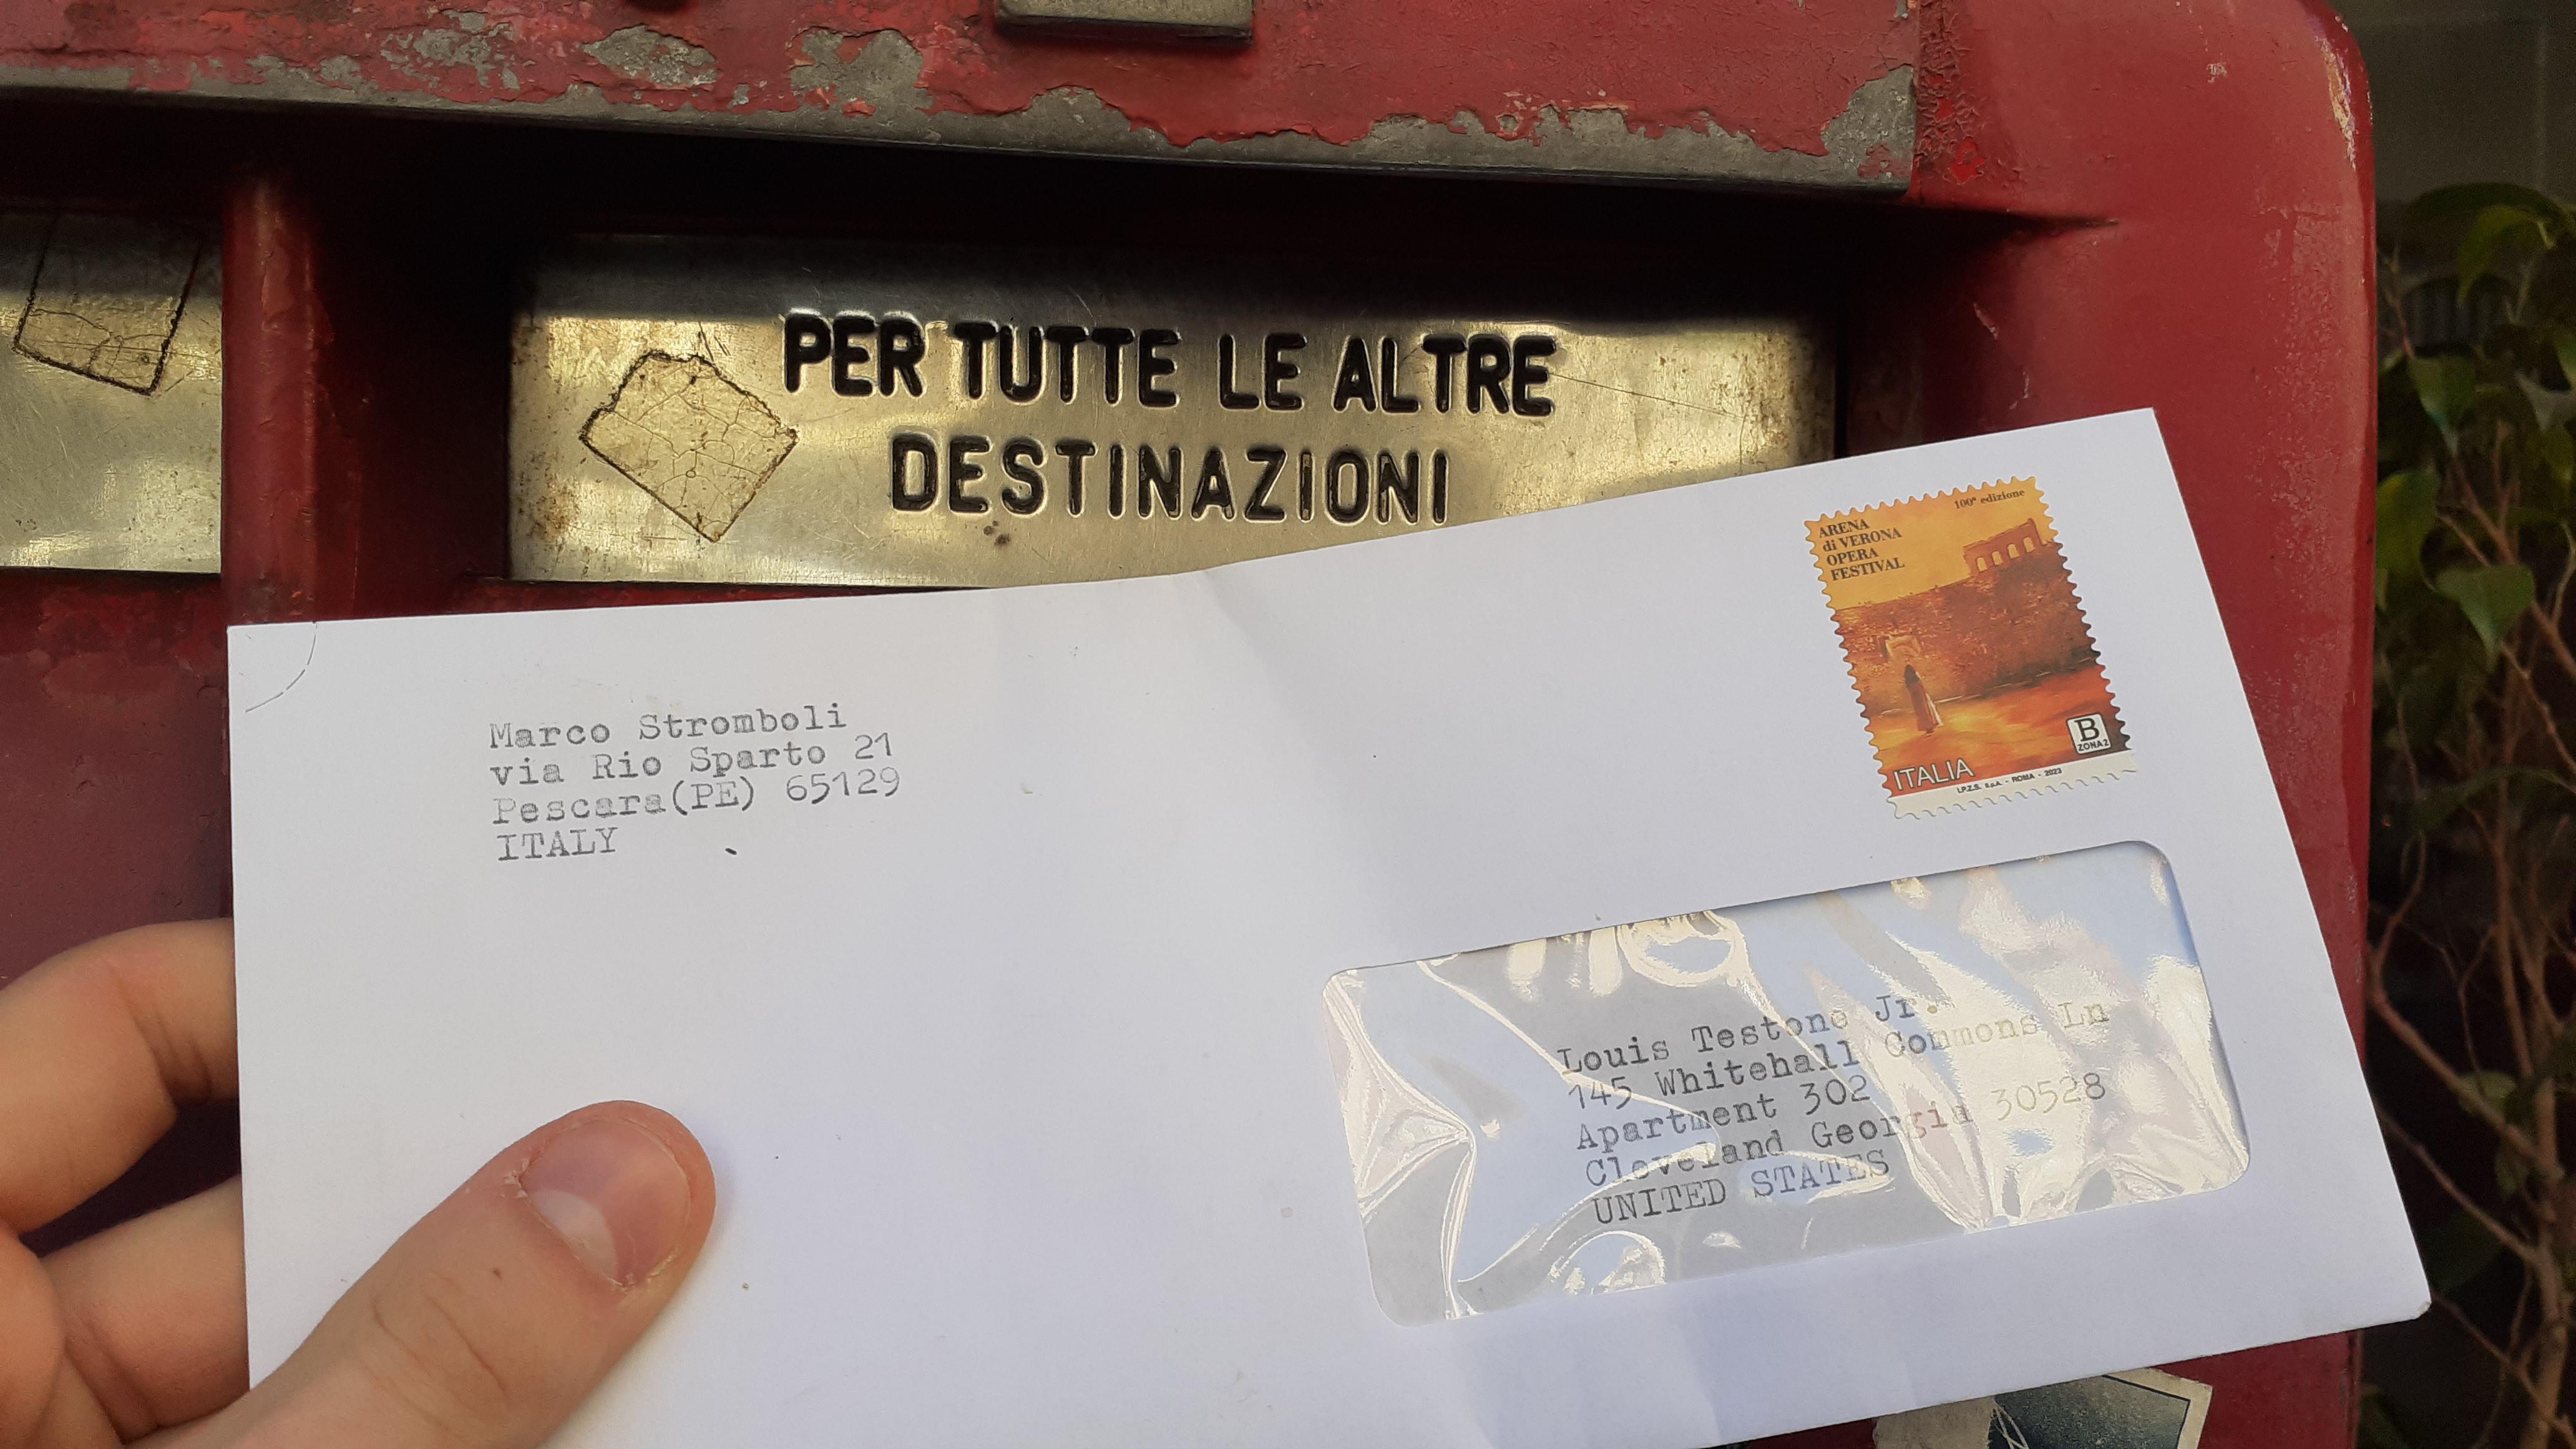 PER TUTTE LE ALTRE
DESTINAZIONI
100ª edizione
ARENA
di VERONA
OPERA
FESTIVAL
B
ZONA 2
ITALIA
I.P.Z.S. S.p.A. - ROMA - 2023
Marco Stromboli
via Rio Sparto 21
Pescara(PE) 65129
ITALY
Louis Testone Jr.
145 Whitehall Commons Ln
Apartment 302
Cleveland Georgia 30528
UNITED STATES